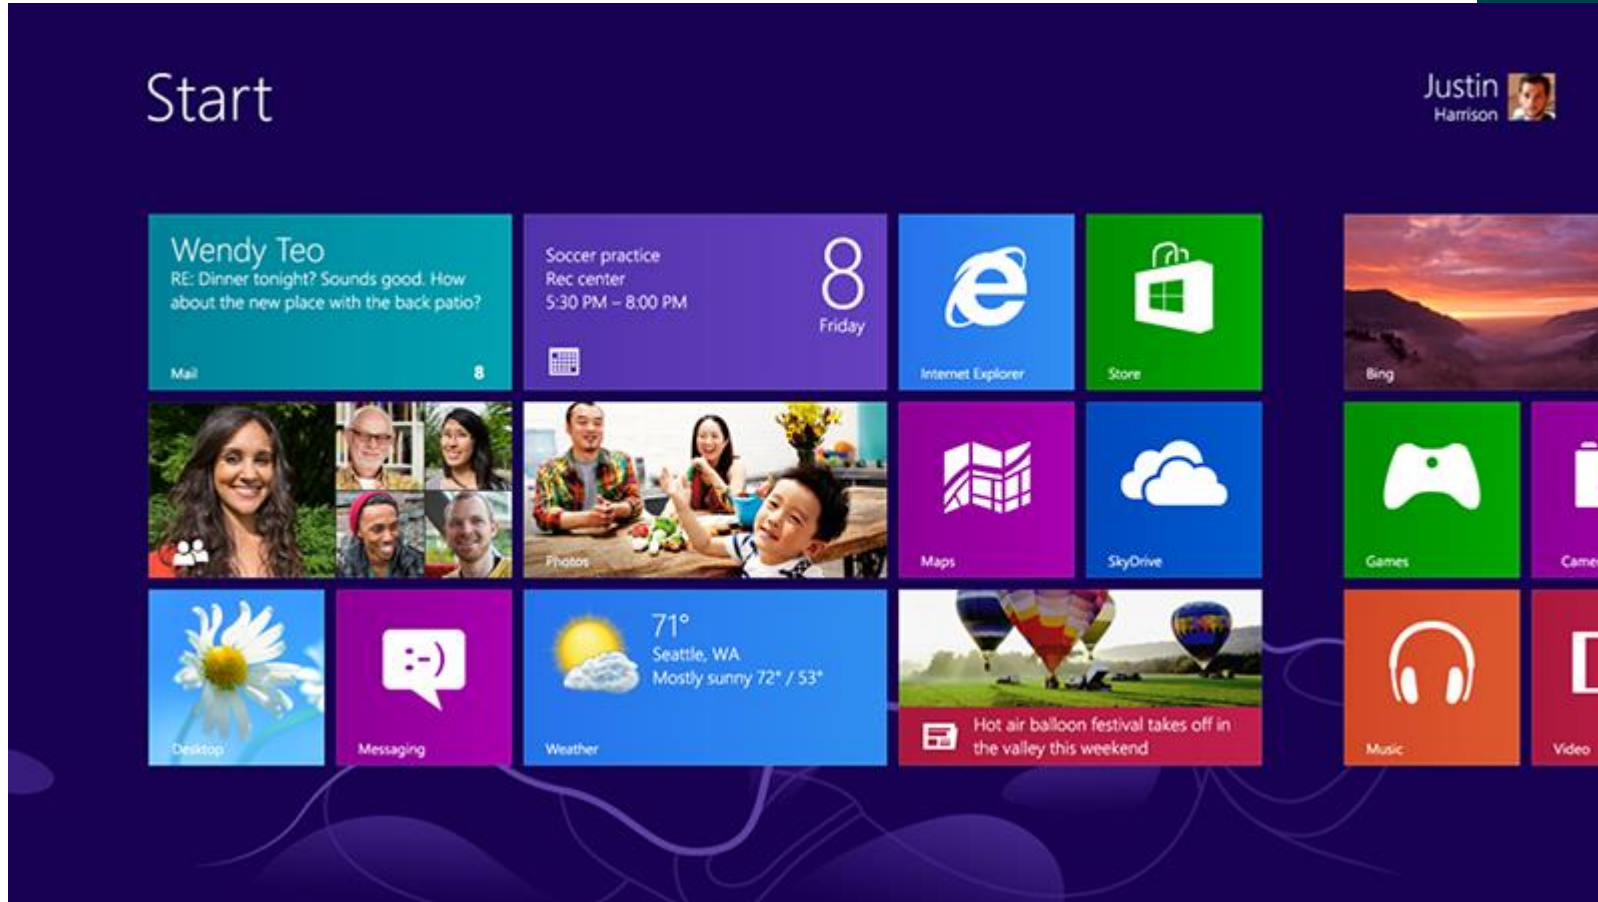 Start
Justin
Harrison
Wendy Teo
RE: Dinner tonight? Sounds good. How
about the new place with the back patio?
Mail
8
Soccer practice
Rec center
5:30 PM – 8:00 PM
8
Friday
Internet Explorer
Store
Bing
Photos
Maps
SkyDrive
Games
Came
Desktop
:-)
Messaging
71°
Seattle, WA
Mostly sunny 72° / 53°
Weather
Hot air balloon festival takes off in
the valley this weekend
Music
Video